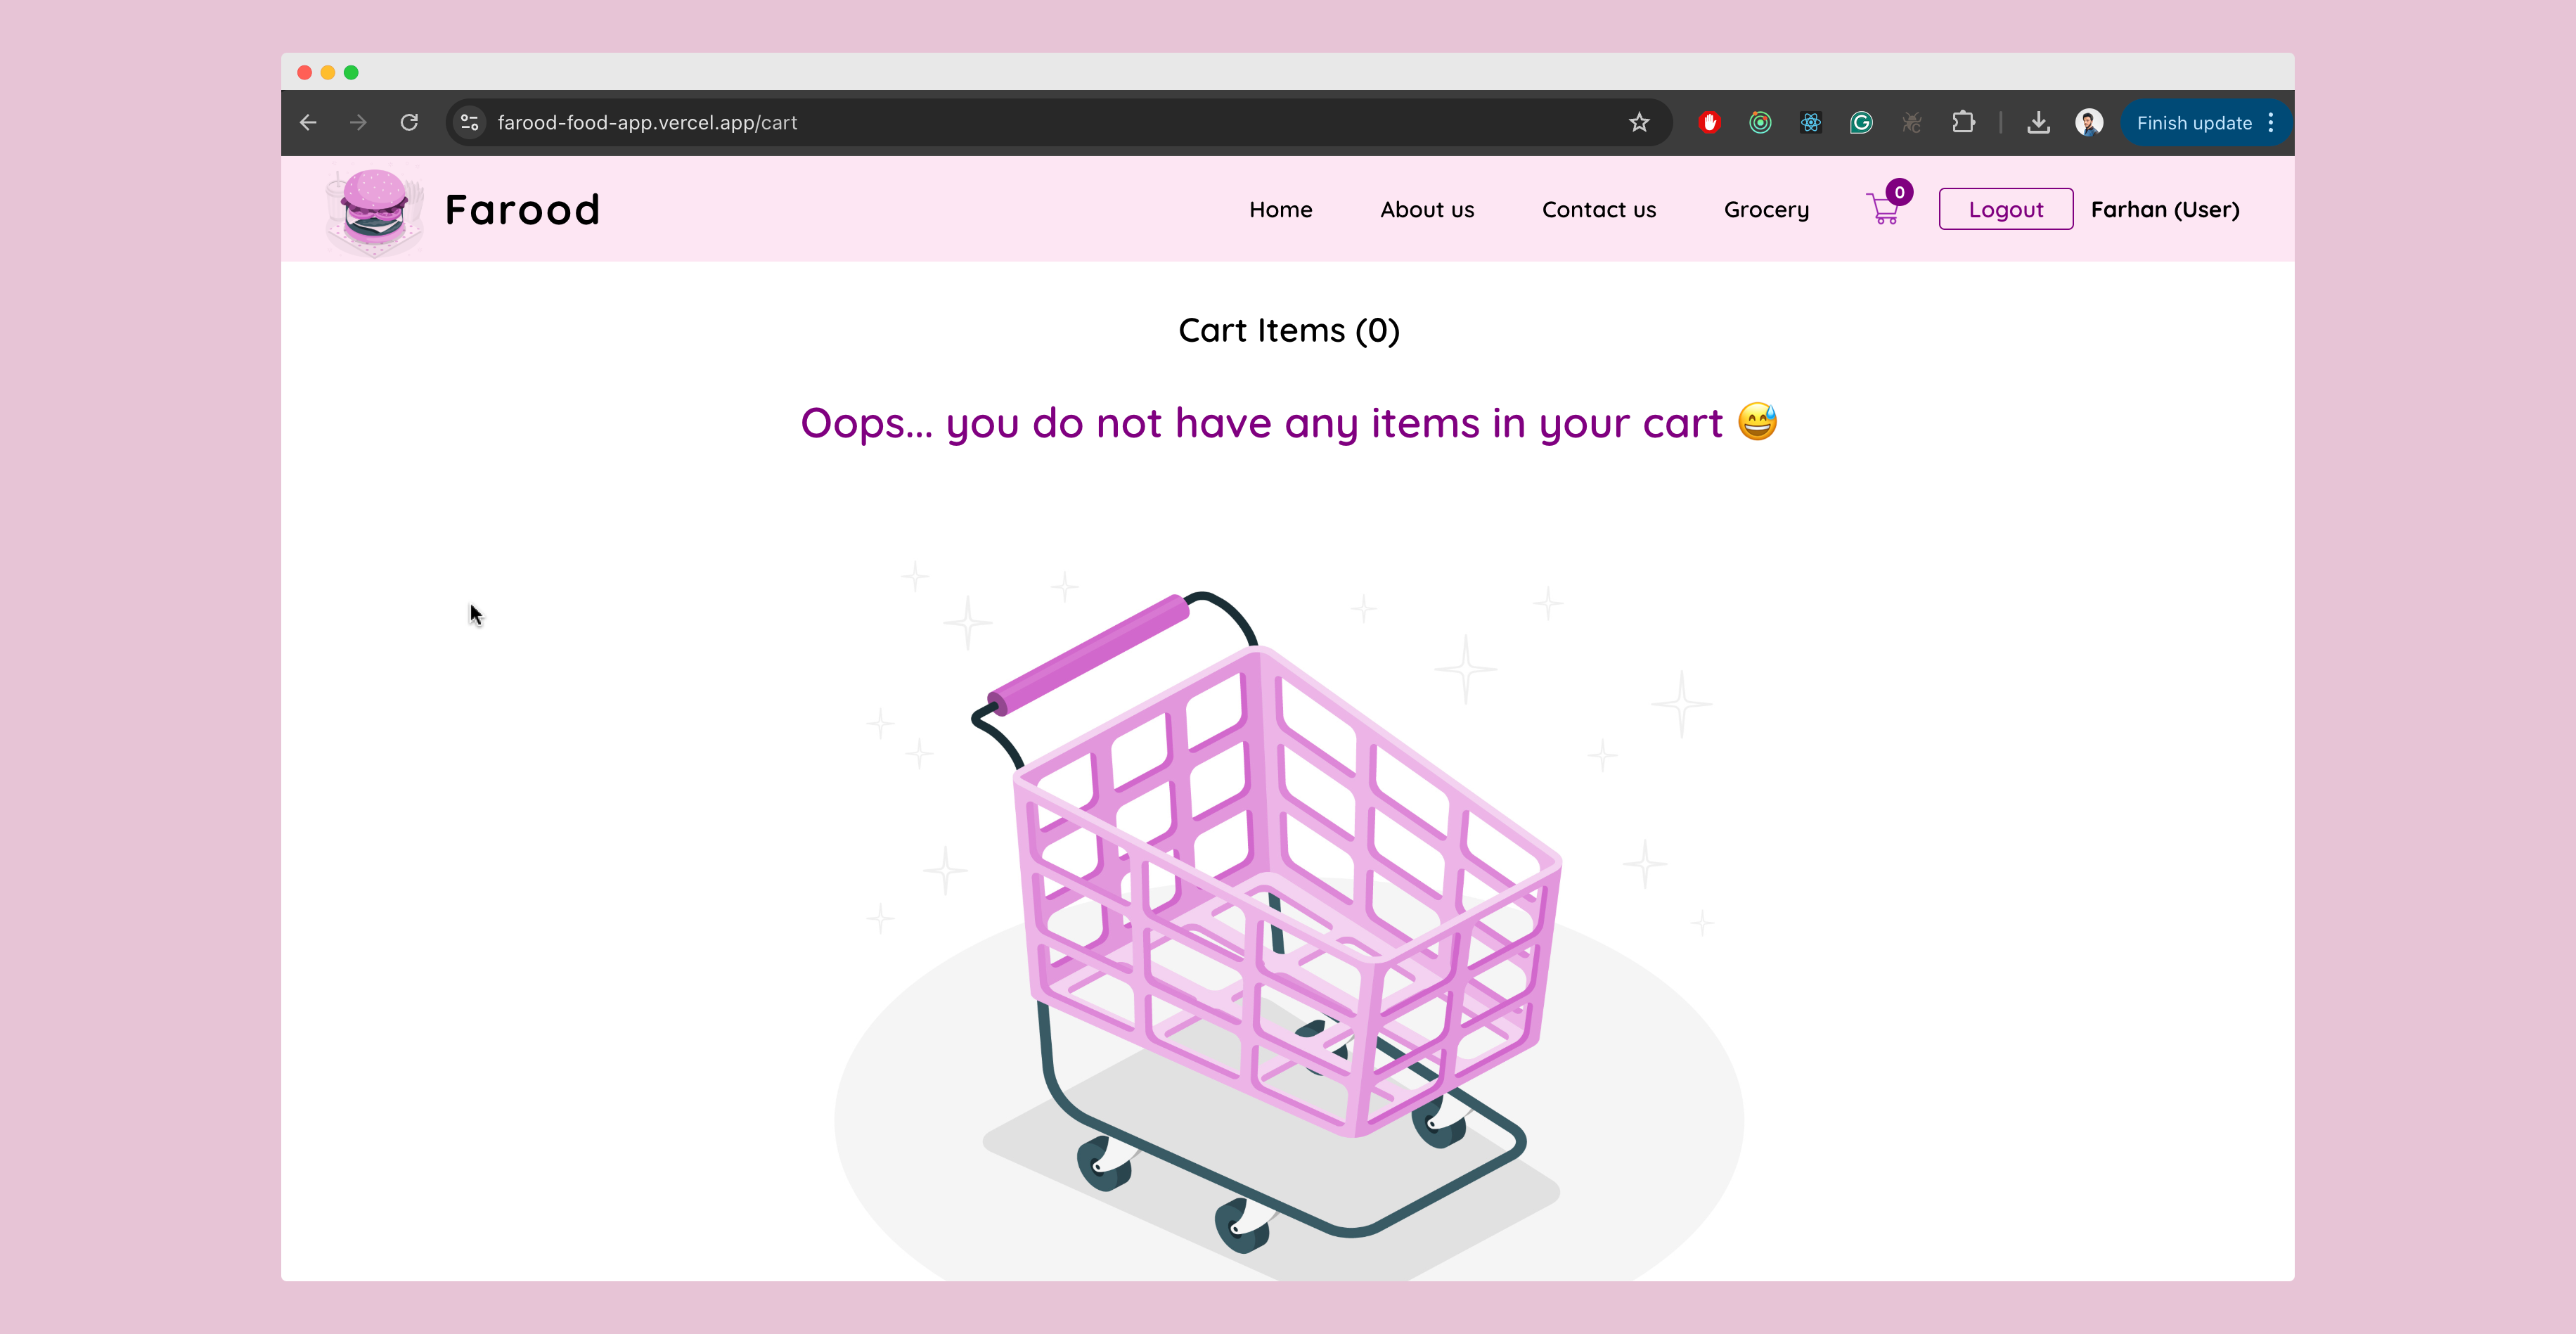 farood-food-app.vercel.app/cart
Finish update
Farood
Home
About us
Contact us
Grocery
0
Logout
Farhan (User)
Cart Items (0)
Oops... you do not have any items in your cart 😅